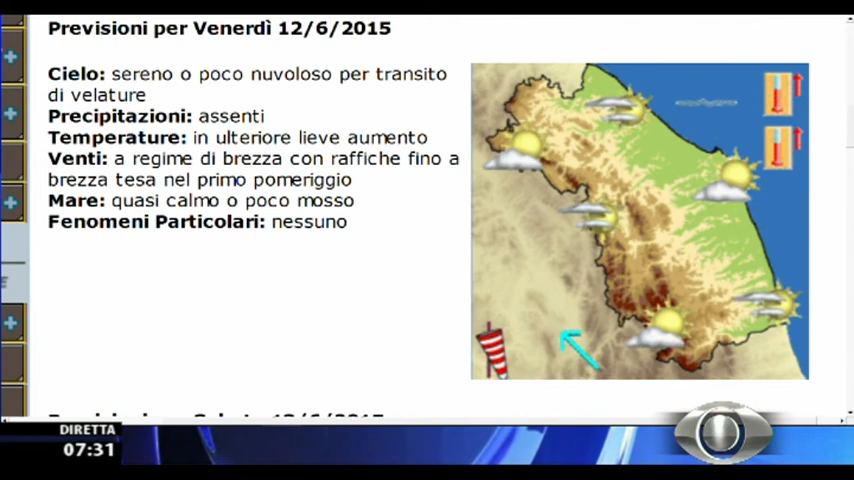 Previsioni per Venerdì 12/6/2015
Cielo: sereno o poco nuvoloso per transito
di velature
Precipitazioni: assenti
Temperature: in ulteriore lieve aumento
Venti: a regime di brezza con raffiche fino a
brezza tesa nel primo pomeriggio
Mare: quasi calmo o poco mosso
Fenomeni Particolari: nessuno
DIRETTA
07:31